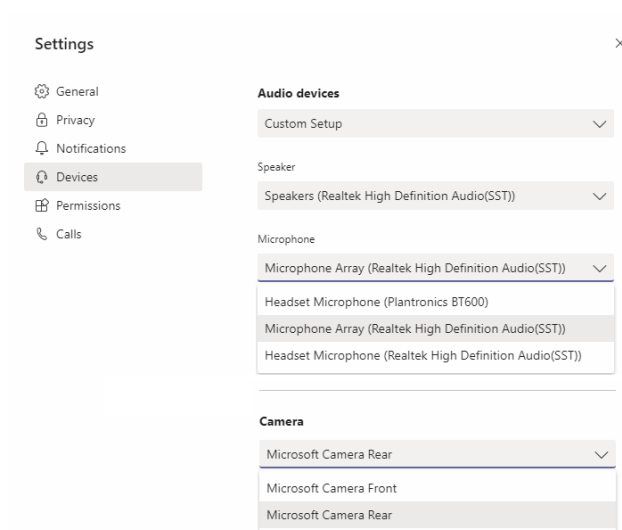 Settings
General
Privacy
Notifications
Devices
Permissions
Calls
Audio devices
Custom Setup
Speaker
Speakers (Realtek High Definition Audio(SST))
Microphone
Microphone Array (Realtek High Definition Audio(SST))
Headset Microphone (Plantronics BT600)
Microphone Array (Realtek High Definition Audio(SST))
Headset Microphone (Realtek High Definition Audio(SST))
Camera
Microsoft Camera Rear
Microsoft Camera Front
Microsoft Camera Rear